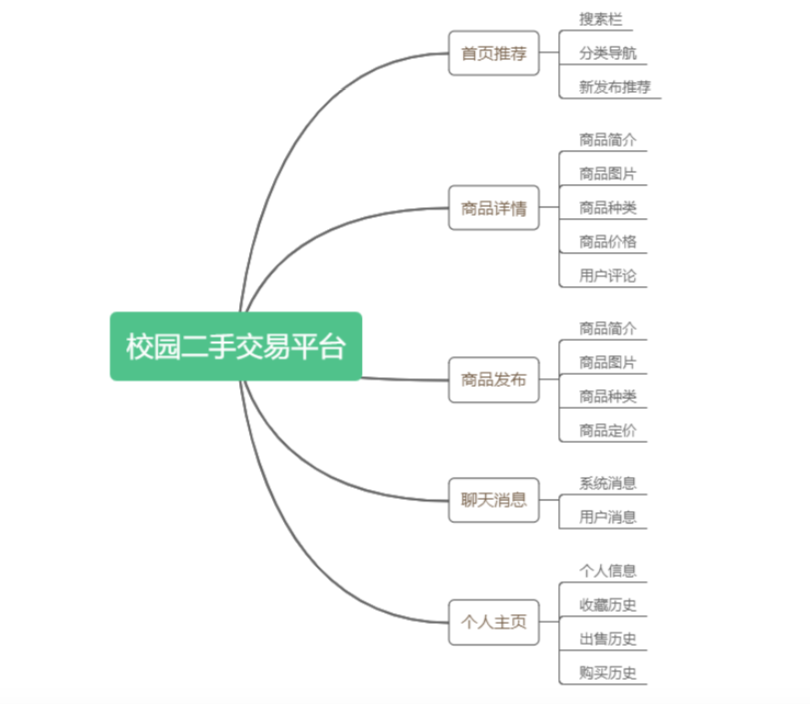 校园二手交易平台
首页推荐
搜素栏
分类导航
新发布推荐
商品详情
商品简介
商品图片
商品种类
商品价格
用户评论
商品发布
商品简介
商品图片
商品种类
商品定价
聊天消息
系统消息
用户消息
个人主页
个人信息
收藏历史
出售历史
购买历史